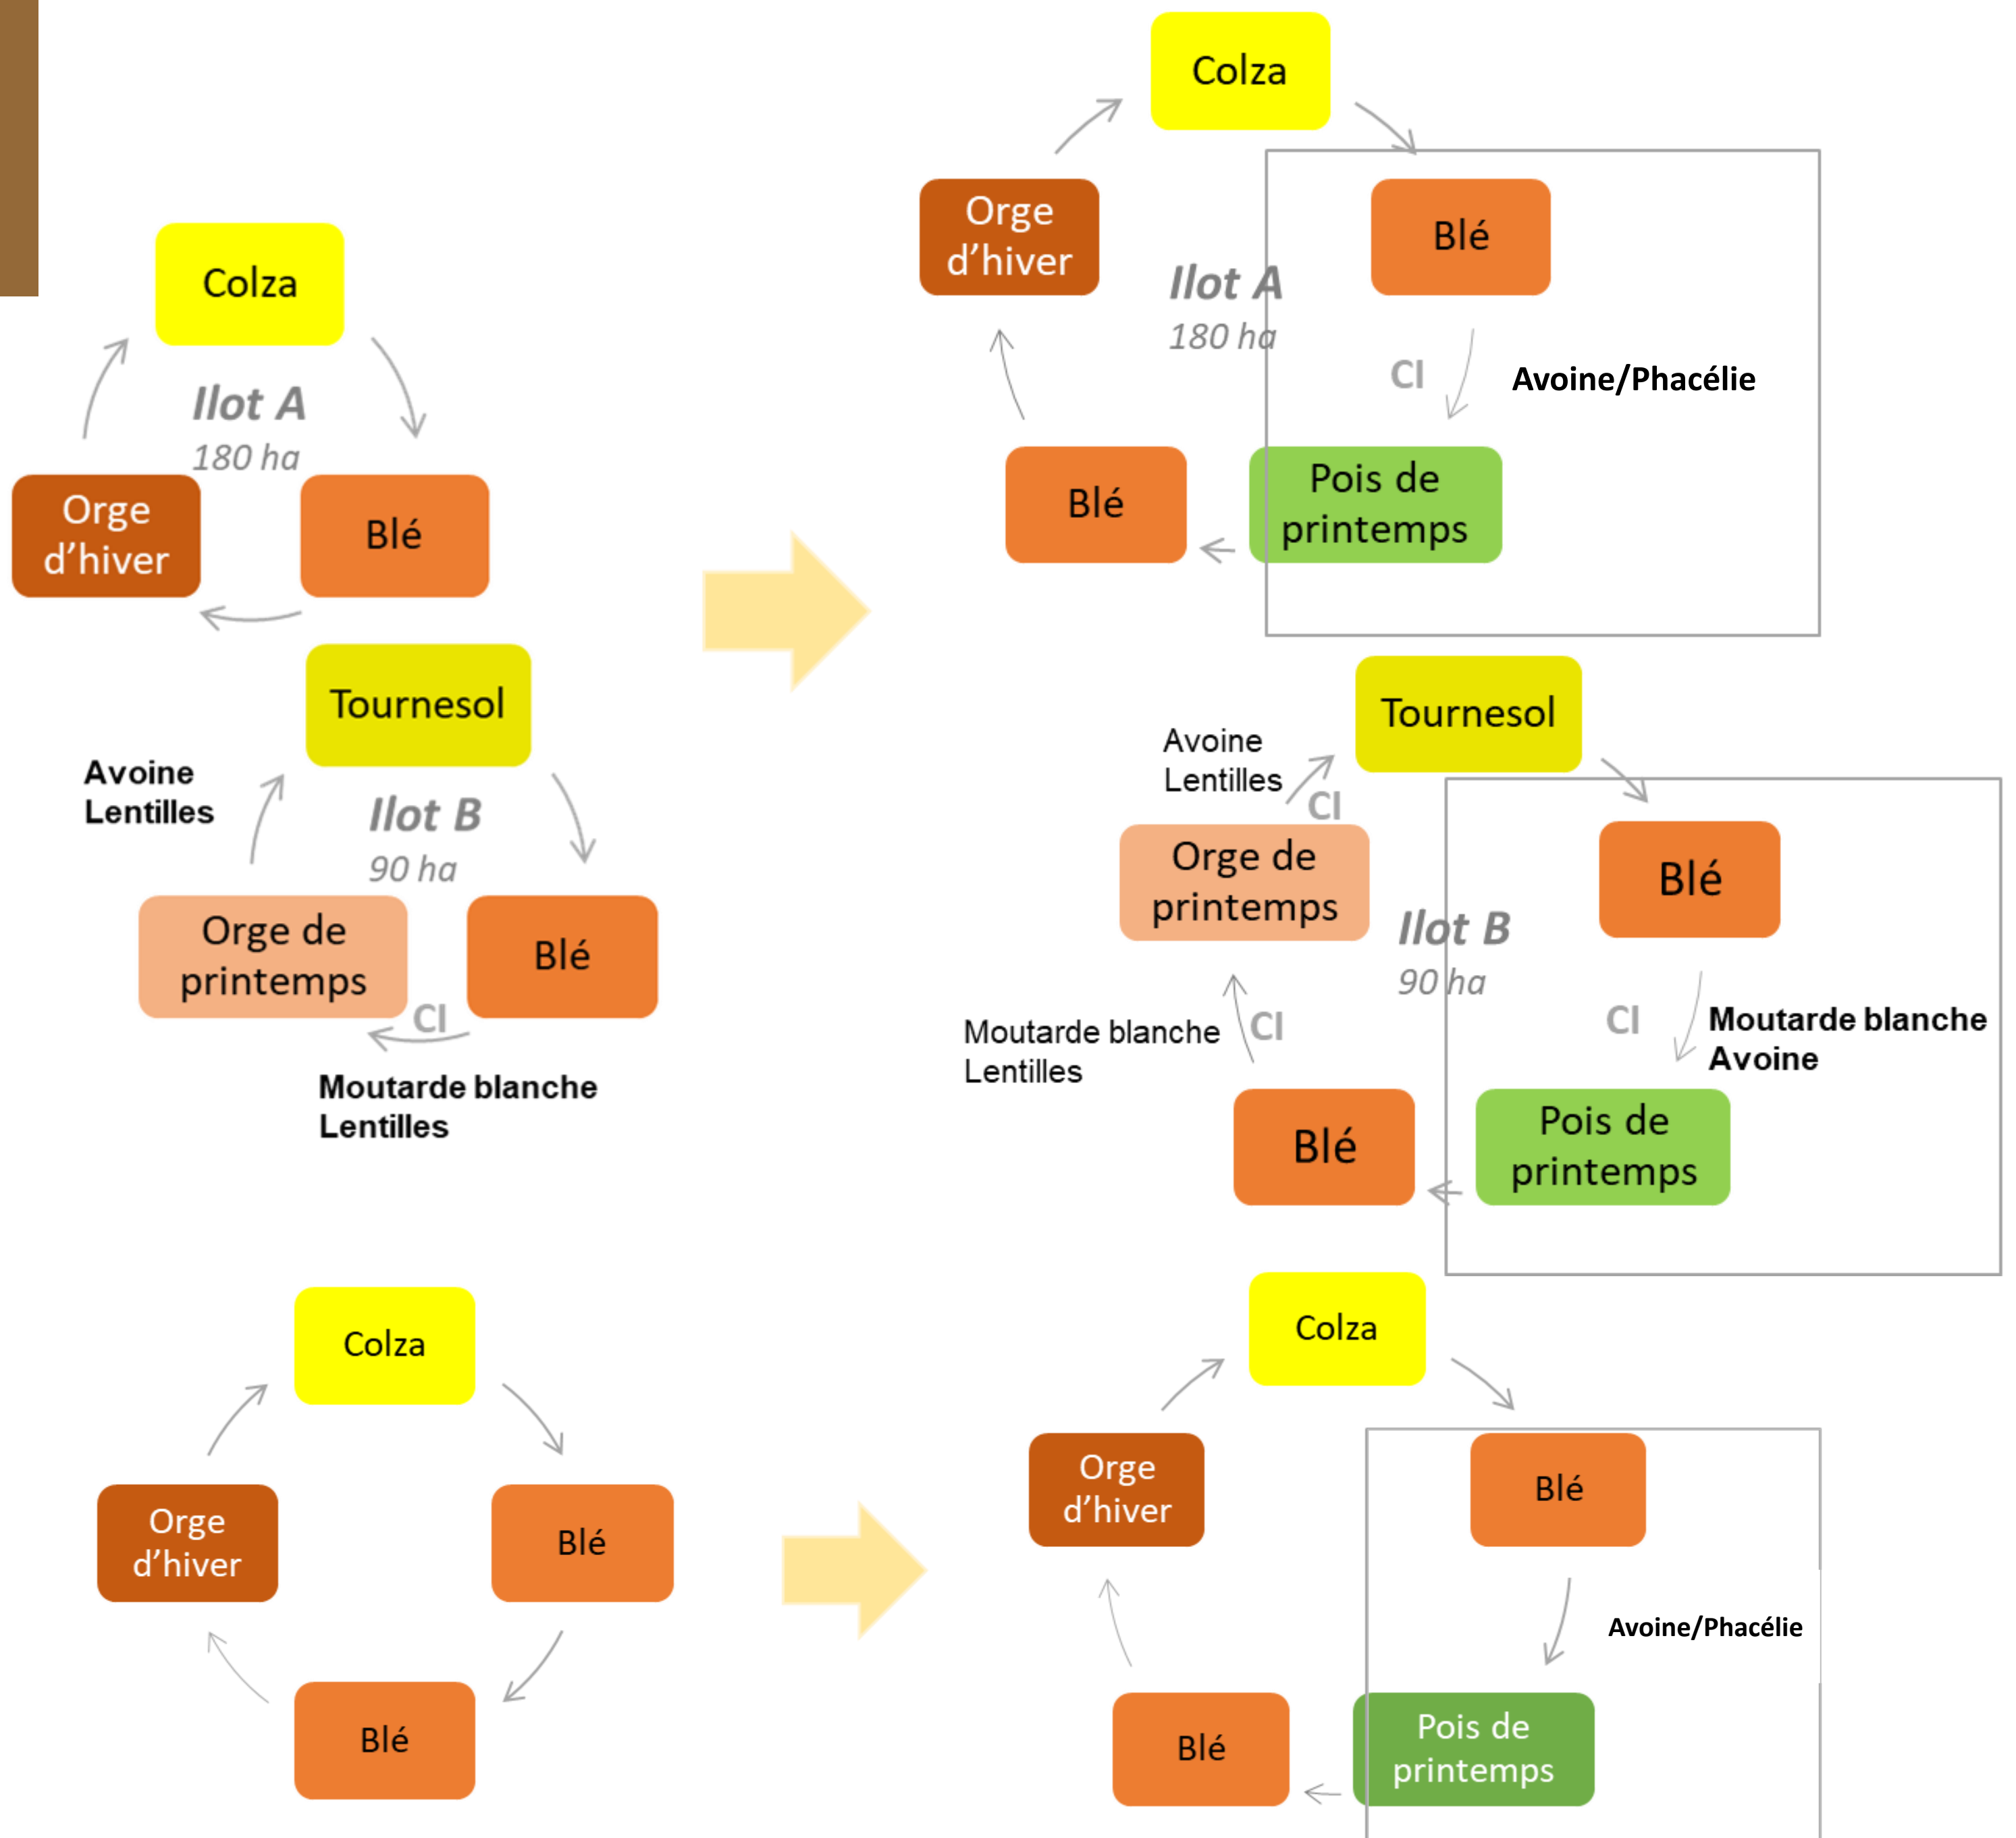 Colza
Ilot A
180 ha
Orge
d'hiver
Blé
Tournesol
Avoine
Lentilles
Ilot B
90 ha
Orge de
printemps
Blé
CI
Moutarde blanche
Lentilles
Colza
Orge
d'hiver
Blé
Blé
Colza
Orge
d'hiver
Blé
Ilot A
180 ha
CI
Avoine/Phacélie
Blé
Pois de
printemps
Tournesol
Avoine
Lentilles
CI
Orge de
printemps
Blé
Ilot B
90 ha
CI
Moutarde blanche
Avoine
Moutarde blanche
Lentilles
CI
Blé
Pois de
printemps
Colza
Orge
d'hiver
Blé
Avoine/Phacélie
Blé
Pois de
printemps